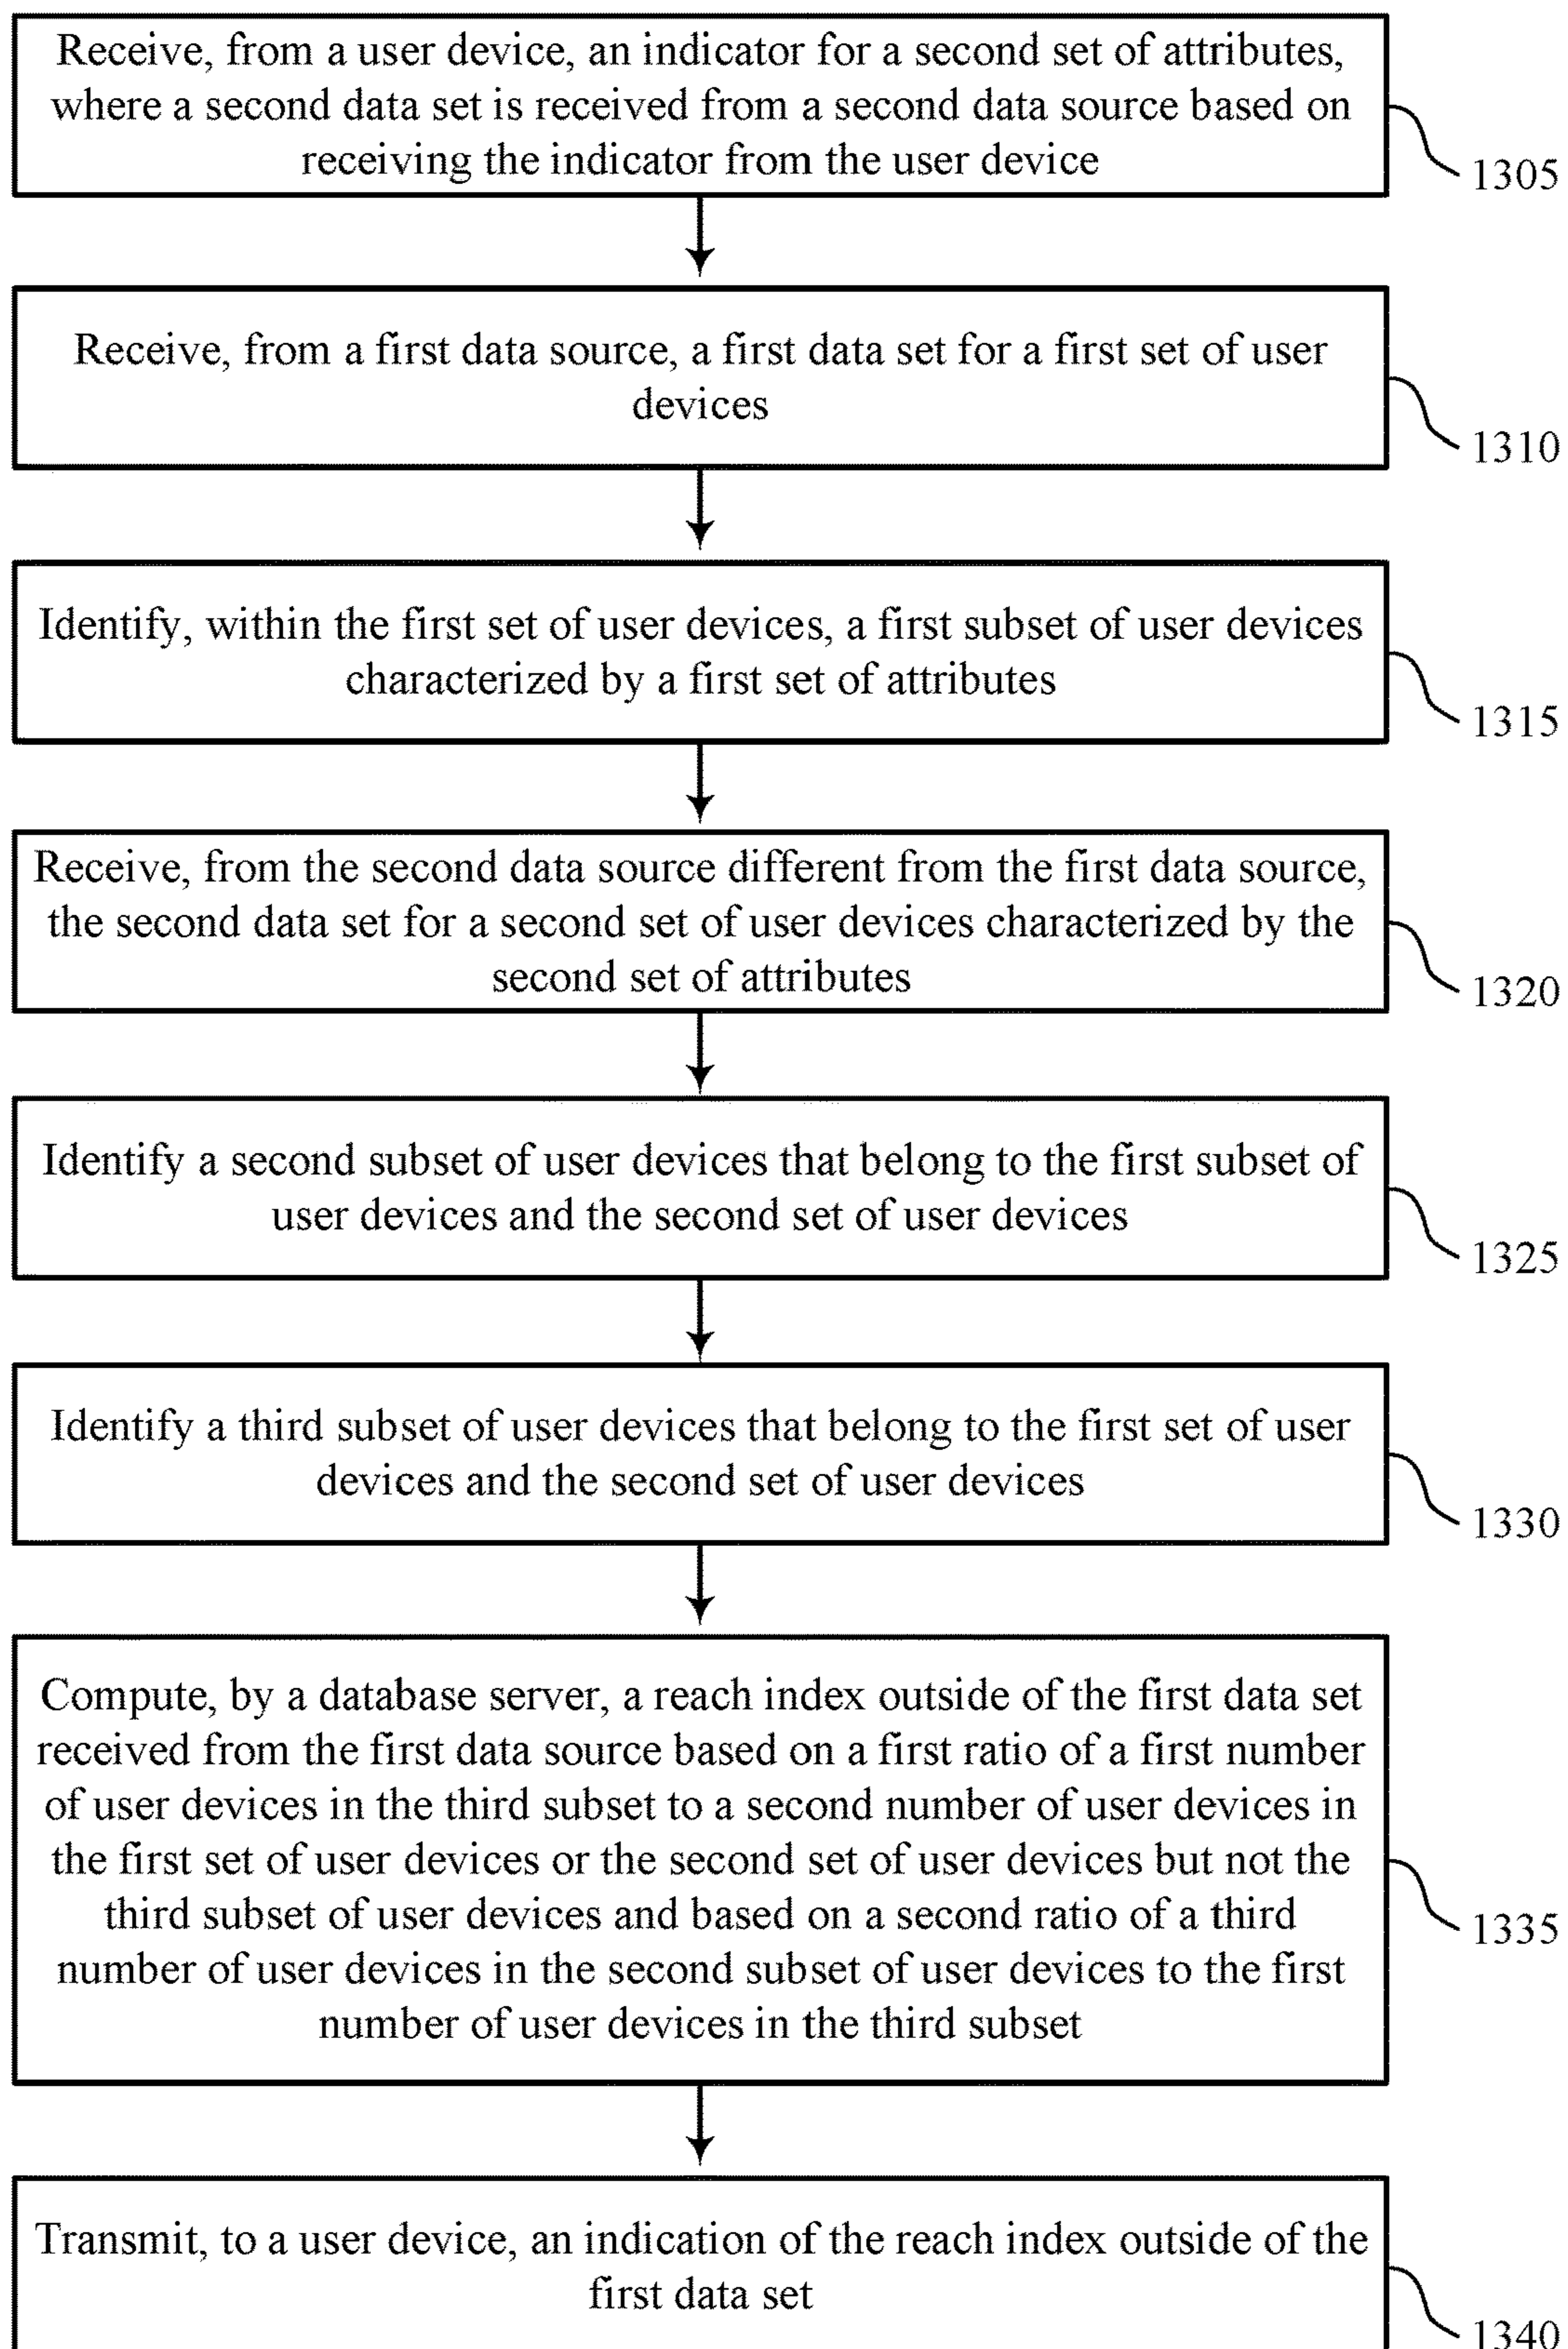 Receive, from a user device, an indicator for a second set of attributes,
where a second data set is received from a second data source based on
receiving the indicator from the user device
1305
Receive, from a first data source, a first data set for a first set of user
devices
1310
Identify, within the first set of user devices, a first subset of user devices
characterized by a first set of attributes
1315
Receive, from the second data source different from the first data source,
the second data set for a second set of user devices characterized by the
second set of attributes
1320
Identify a second subset of user devices that belong to the first subset of
user devices and the second set of user devices
1325
Identify a third subset of user devices that belong to the first set of user
devices and the second set of user devices
1330
Compute, by a database server, a reach index outside of the first data set
received from the first data source based on a first ratio of a first number
of user devices in the third subset to a second number of user devices in
the first set of user devices or the second set of user devices but not the
third subset of user devices and based on a second ratio of a third
number of user devices in the second subset of user devices to the first
number of user devices in the third subset
1335
Transmit, to a user device, an indication of the reach index outside of the
first data set
1340